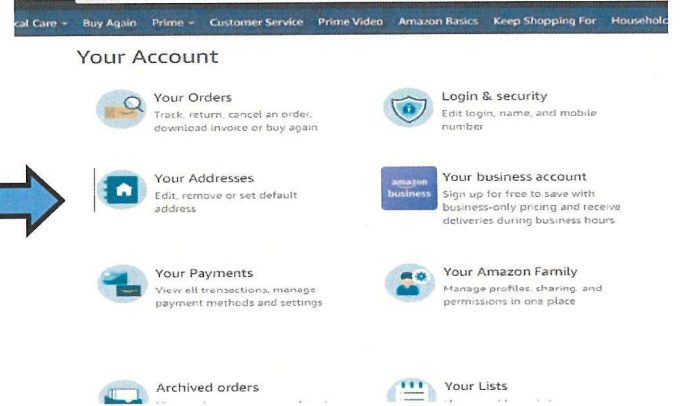 cal Care Buy Again Prime Customer Service Prime Video Amazon Basics Keep Shopping For Househol
Your Account
Your Orders
Track, return, cancel an order,
download invoice or buy again
Login & security
Edit login, name, and mobile
number
Your Addresses
Edit, remove or set default
address
amazon
business
Your business account
Sign up for free to save with
business-only pricing and receive
deliveries during business hours
Your Payments
View all transactions, manage
payment methods and settings
Your Amazon Family
Manage profiles, sharing, and
permissions in one place
Archived orders
Your Lists